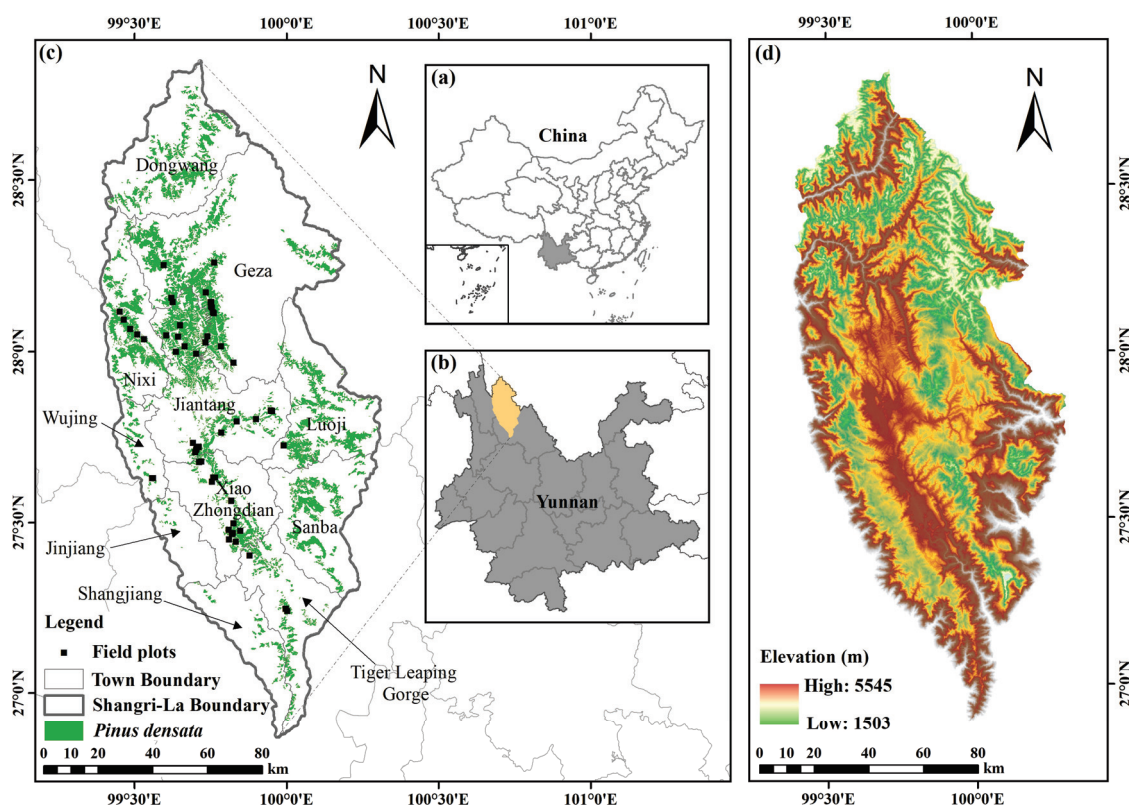 99°30'E
100°0'E
100°30'E
101°0'E
99°30'E
100°0'E
(c)
(a)
(d)
N
N
China
Dongwang
28°30'N
28°30'N
Geza
28°0'N
28°0'N
(b)
Nixi
Jiantang
Wujing
Luoji
Xiao
Zhongdian
Yunnan
Sanba
27°30'N
27°30'N
Jinjiang
Shangjiang
Legend
Field plots
Tiger Leaping
Gorge
Town Boundary
Shangri-La Boundary
Pinus densata
27°0'N
27°0'N
Elevation (m)
High: 5545
Low: 1503
0 10 20 40 60 80
km
0 10 20 40 60 80
km
99°30'E
100°0'E
100°30'E
101°0'E
99°30'E
100°0'E